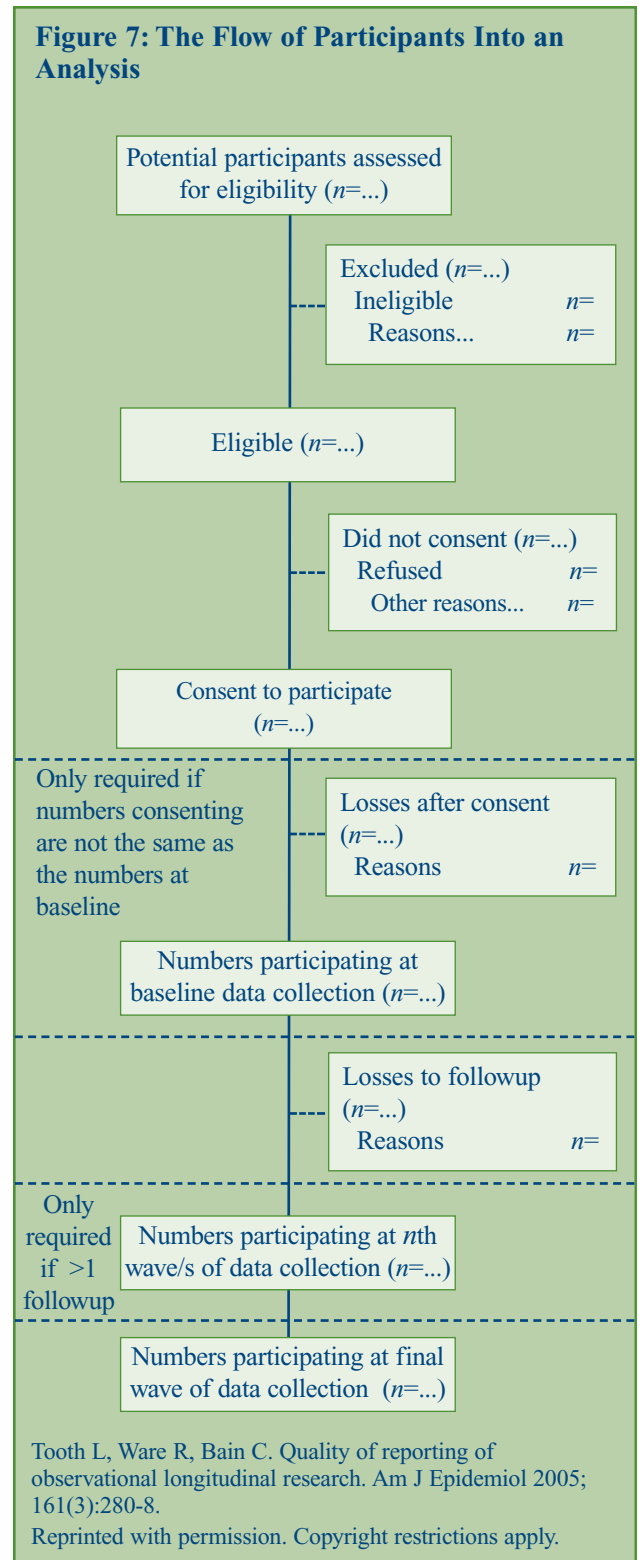 Figure 7: The Flow of Participants Into an
Analysis
Potential participants assessed
for eligibility (n=...)
Excluded (n=...)
Ineligible n=
Reasons... n=
Eligible (n=...)
Did not consent (n=...)
Refused n=
Other reasons... n=
Consent to participate
(n=...)
Only required if
numbers consenting
are not the same as
the numbers at
baseline
Losses after consent
(n=...)
Reasons n=
Numbers participating at
baseline data collection (n=...)
Losses to followup
(n=...)
Reasons n=
Only
required
if >1
followup
Numbers participating at nth
wave/s of data collection (n=...)
Numbers participating at final
wave of data collection (n=...)
Tooth L, Ware R, Bain C. Quality of reporting of
observational longitudinal research. Am J Epidemiol 2005;
161(3):280-8.
Reprinted with permission. Copyright restrictions apply.